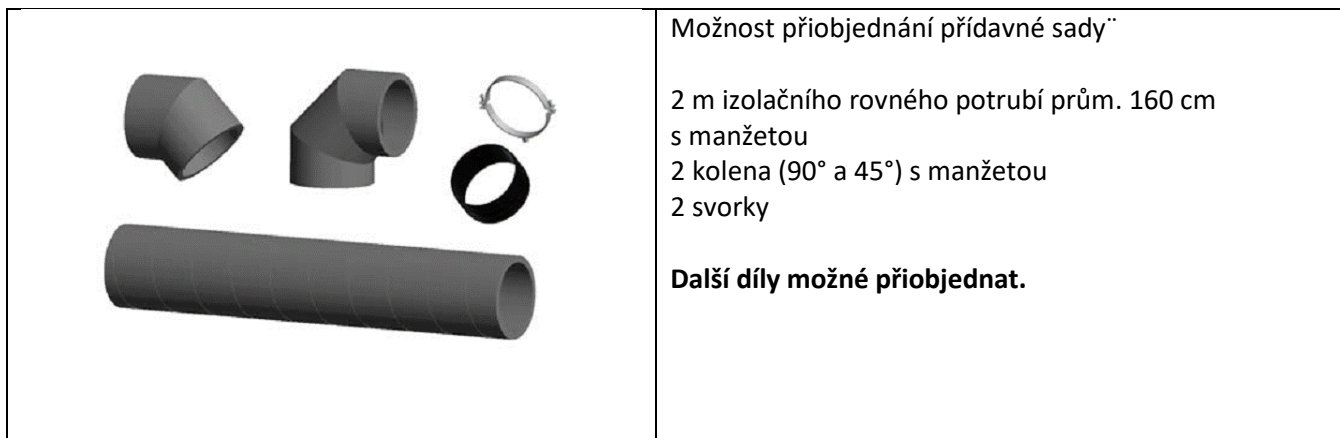 Možnost přiobjednání přídavné sady¨
2 m izolačního rovného potrubí prům. 160 cm
s manžetou
2 kolena (90° a 45°) s manžetou
2 svorky
Další díly možné přiobjednat.